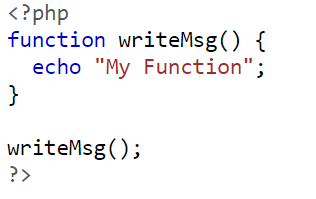 <?php
function writeMsg() {
  echo "My Function";
}

writeMsg();
?>